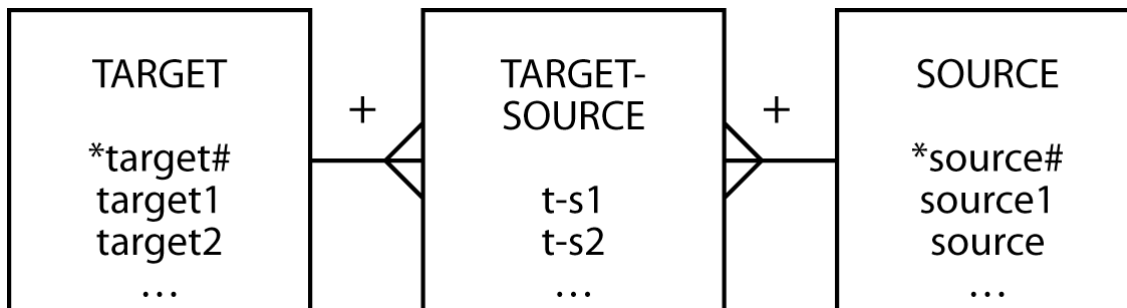 TARGET
*target#
target1
target2
...
+
TARGET-
SOURCE
t-s1
t-s2
...
+
SOURCE
*source#
source1
source
...